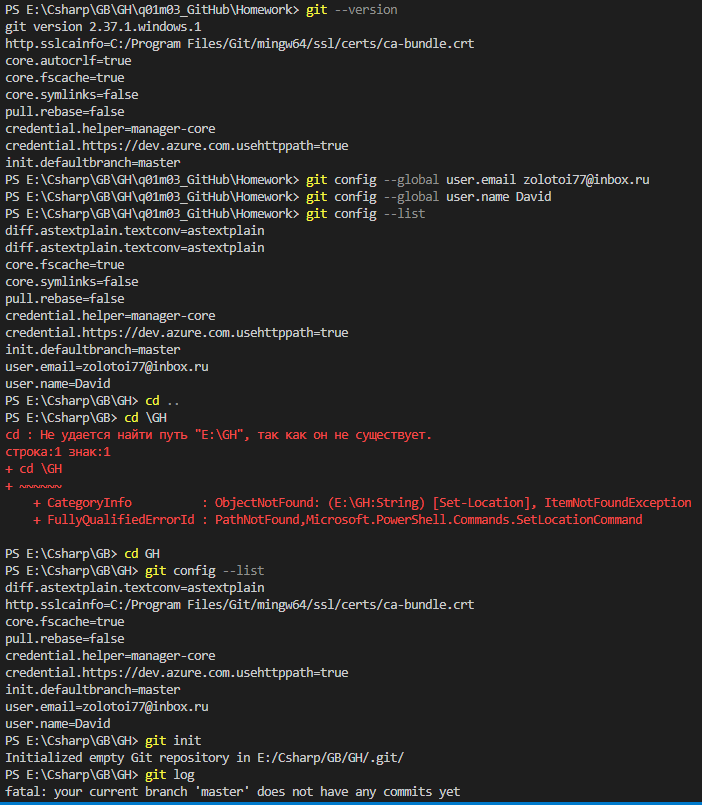 PS E:\Csharp\GB\GH\q01m03_GitHub\Homework> git --version
git version 2.37.1.windows.1
http.sslcainfo=C:/Program Files/Git/mingw64/ssl/certs/ca-bundle.crt
core.autocrlf=true
core.fscache=true
core.symlinks=false
pull.rebase=false
credential.helper=manager-core
credential.https://dev.azure.com.usehttppath=true
init.defaultbranch=master
PS E:\Csharp\GB\GH\q01m03_GitHub\Homework> git config --global user.email zolotoi77@inbox.ru
PS E:\Csharp\GB\GH\q01m03_GitHub\Homework> git config --global user.name David
PS E:\Csharp\GB\GH\q01m03_GitHub\Homework> git config --list
diff.astextplain.textconv=astextplain
diff.astextplain.textconv=astextplain
core.fscache=true
core.symlinks=false
pull.rebase=false
credential.helper=manager-core
credential.https://dev.azure.com.usehttppath=true
init.defaultbranch=master
user.email=zolotoi77@inbox.ru
user.name=David
PS E:\Csharp\GB\GH> cd ..
PS E:\Csharp\GB> cd \GH
cd : Не удается найти путь "E:\GH", так как он не существует.
строка:1 знак:1
+ cd \GH
+ ~~~~~~
    + CategoryInfo          : ObjectNotFound: (E:\GH:String) [Set-Location], ItemNotFoundException
    + FullyQualifiedErrorId : PathNotFound,Microsoft.PowerShell.Commands.SetLocationCommand
PS E:\Csharp\GB> cd GH
PS E:\Csharp\GB\GH> git config --list
diff.astextplain.textconv=astextplain
http.sslcainfo=C:/Program Files/Git/mingw64/ssl/certs/ca-bundle.crt
core.fscache=true
pull.rebase=false
credential.helper=manager-core
credential.https://dev.azure.com.usehttppath=true
init.defaultbranch=master
user.email=zolotoi77@inbox.ru
user.name=David
PS E:\Csharp\GB\GH> git init
Initialized empty Git repository in E:/Csharp/GB/GH/.git/
PS E:\Csharp\GB\GH> git log
fatal: your current branch 'master' does not have any commits yet